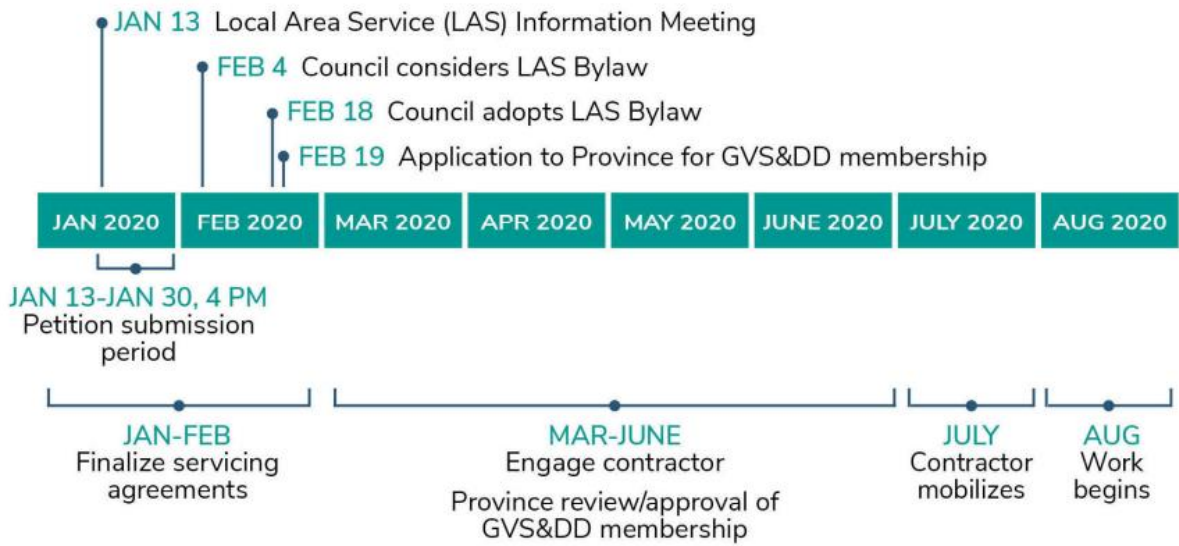 JAN 13 Local Area Service (LAS) Information Meeting
FEB 4 Council considers LAS Bylaw
FEB 18 Council adopts LAS Bylaw
FEB 19 Application to Province for GVS&DD membership
JAN 2020 FEB 2020 MAR 2020 APR 2020 MAY 2020 JUNE 2020 JULY 2020 AUG 2020
JAN 13-JAN 30, 4 PM
Petition submission
period
JAN-FEB
Finalize servicing
agreements
MAR-JUNE
Engage contractor
Province review/approval of
GVS&DD membership
JULY
Contractor
mobilizes
AUG
Work
begins